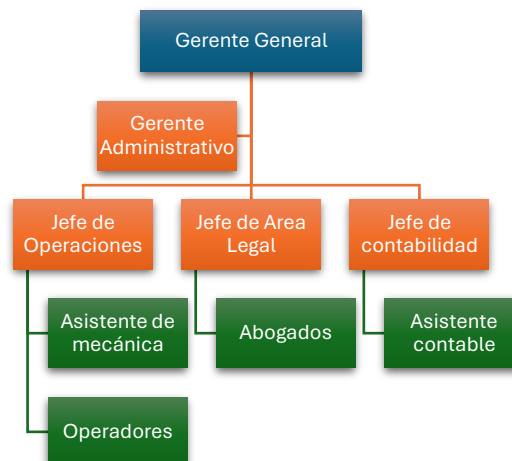 Gerente General
Gerente
Administrativo
Jefe de
Operaciones
Jefe de Area
Legal
Jefe de
contabilidad
Asistente de
mecánica
Abogados
Asistente
contable
Operadores